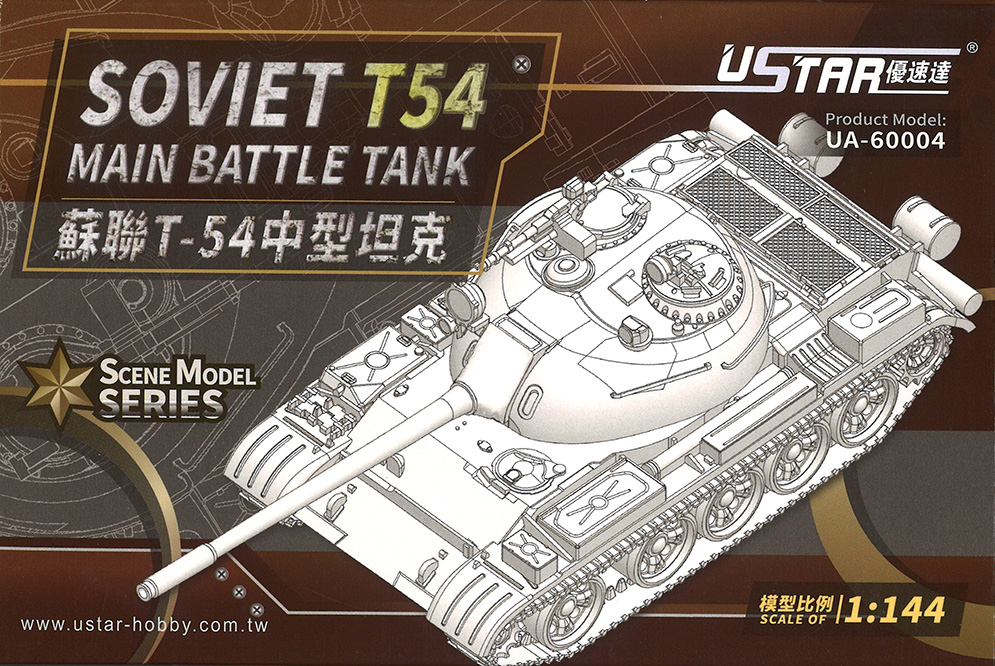 SOVIET T54
MAIN BATTLE TANK
蘇聯T-54中型坦克
USTAR優速達®
Product Model:
UA-60004
SCENE MODEL
SERIES
模型比例
SCALE OF
1:144
www.ustar-hobby.com.tw